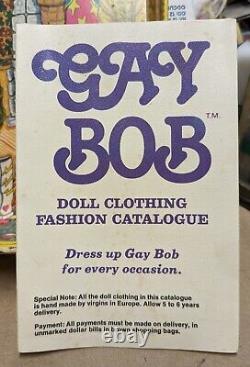 GAY
BOB
T.M.
DOLL CLOTHING
FASHION CATALOGUE
Dress up Gay Bob
for every occasion.
Special Note: All the doll clothing in this catalogue
is hand made by virgins in Europe. Allow 5 to 6 years
delivery.
Payment: All payments must be made on delivery, in
unmarked dollar bills in brown shopping bags.